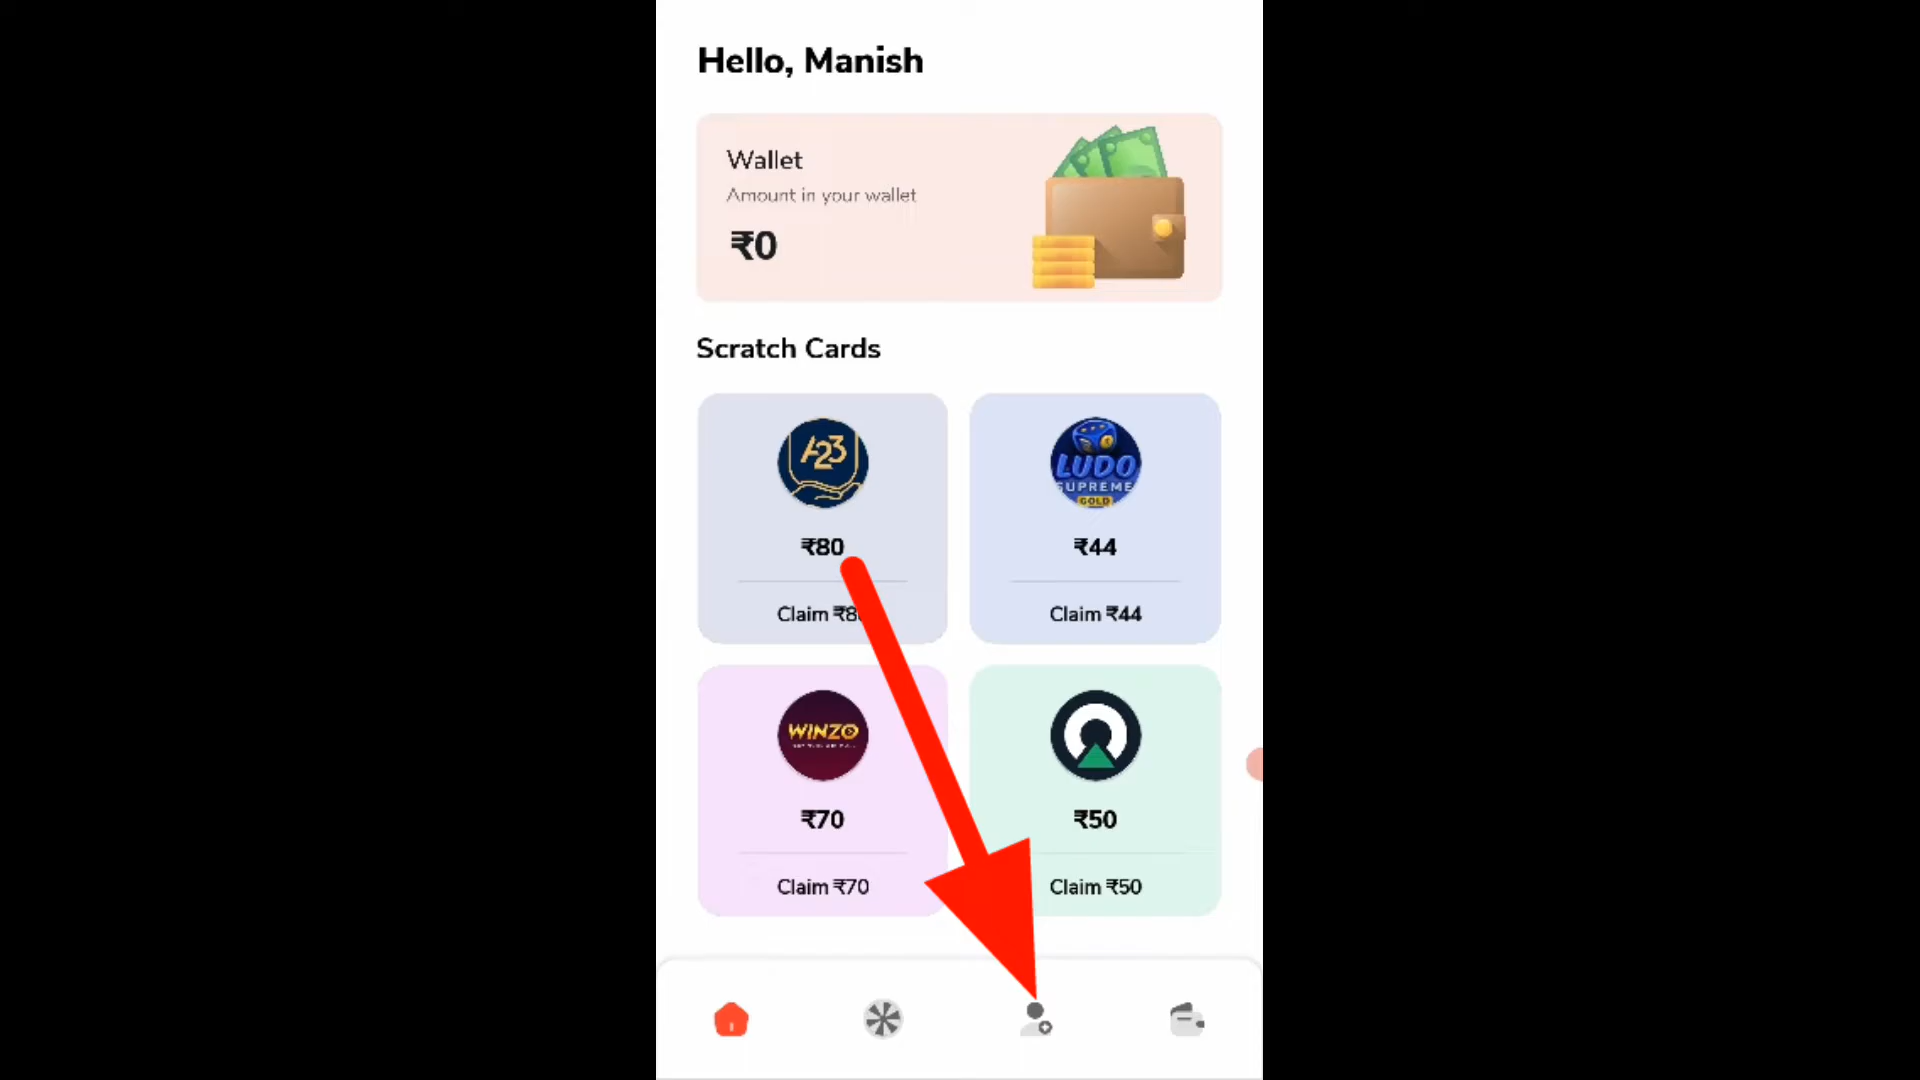 Hello, Manish
Wallet
Amount in your wallet
₹0
Scratch Cards
A23
₹80
Claim ₹80
LUDO
SUPREME
GOLD
₹44
Claim ₹44
WINZO
₹70
Claim ₹70
₹50
Claim ₹50